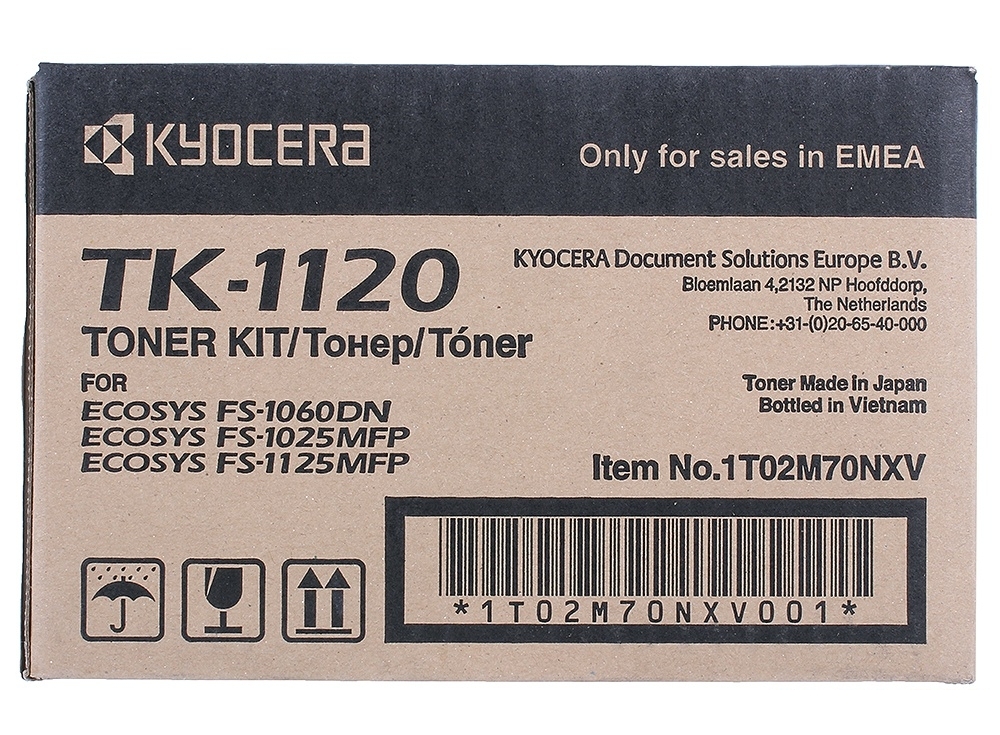 KYOCERA
Only for sales in EMEA
TK-1120
TONER KIT/Тонер/Tóner
FOR
ECOSYS FS-1060DN
ECOSYS FS-1025MFP
ECOSYS FS-1125MFP
KYOCERA Document Solutions Europe B.V.
Bloemlaan 4,2132 NP Hoofddorp,
The Netherlands
PHONE:+31-(0)20-65-40-000
Toner Made in Japan
Bottled in Vietnam
Item No.1T02M70NXV
*1T02M70NXV001*